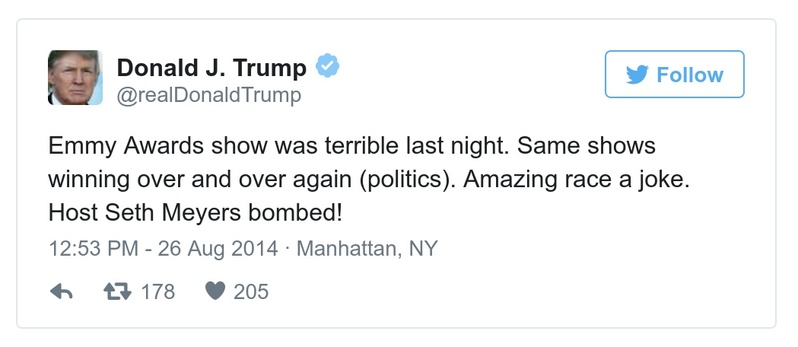 Donald J. Trump
@realDonaldTrump
Follow
Emmy Awards show was terrible last night. Same shows
winning over and over again (politics). Amazing race a joke.
Host Seth Meyers bombed!
12:53 PM - 26 Aug 2014 · Manhattan, NY
178 205